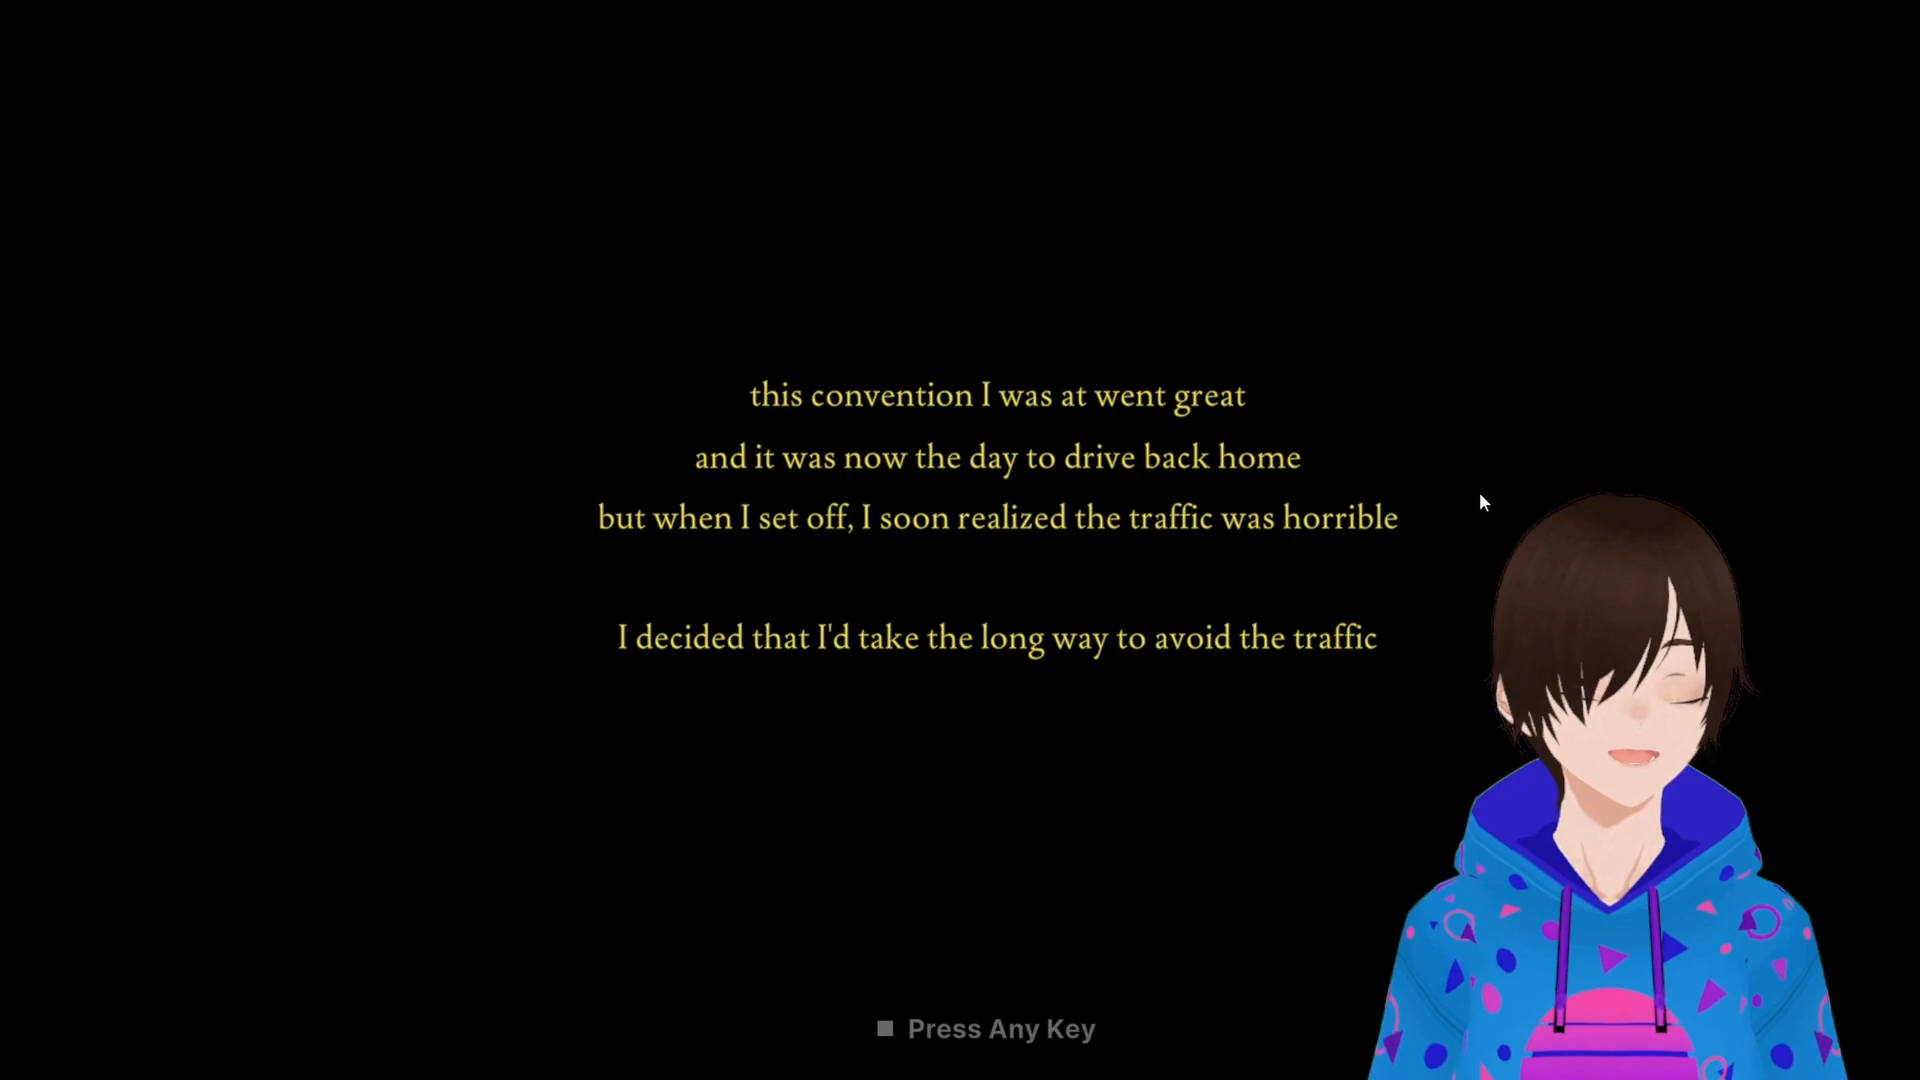 this convention I was at went great
and it was now the day to drive back home
but when I set off, I soon realized the traffic was horrible
I decided that I'd take the long way to avoid the traffic
Press Any Key